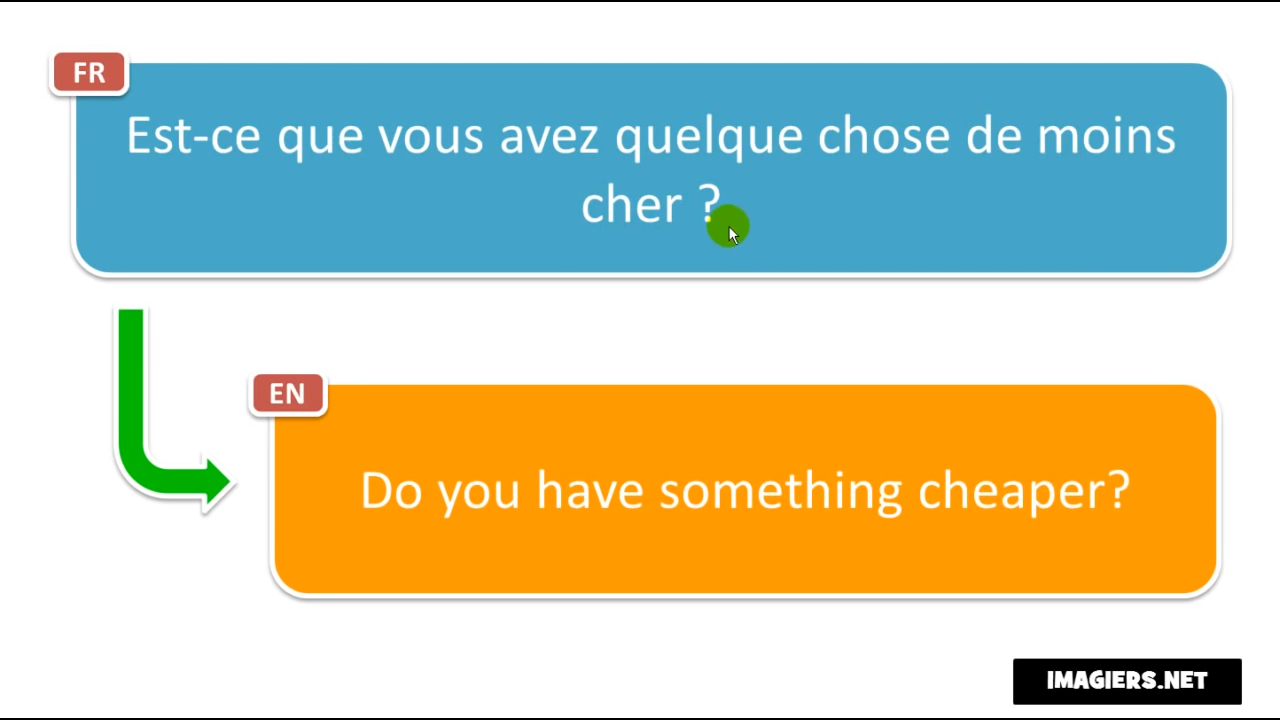 FR
Est-ce que vous avez quelque chose de moins
cher ?
EN
Do you have something cheaper?
IMAGIERS.NET